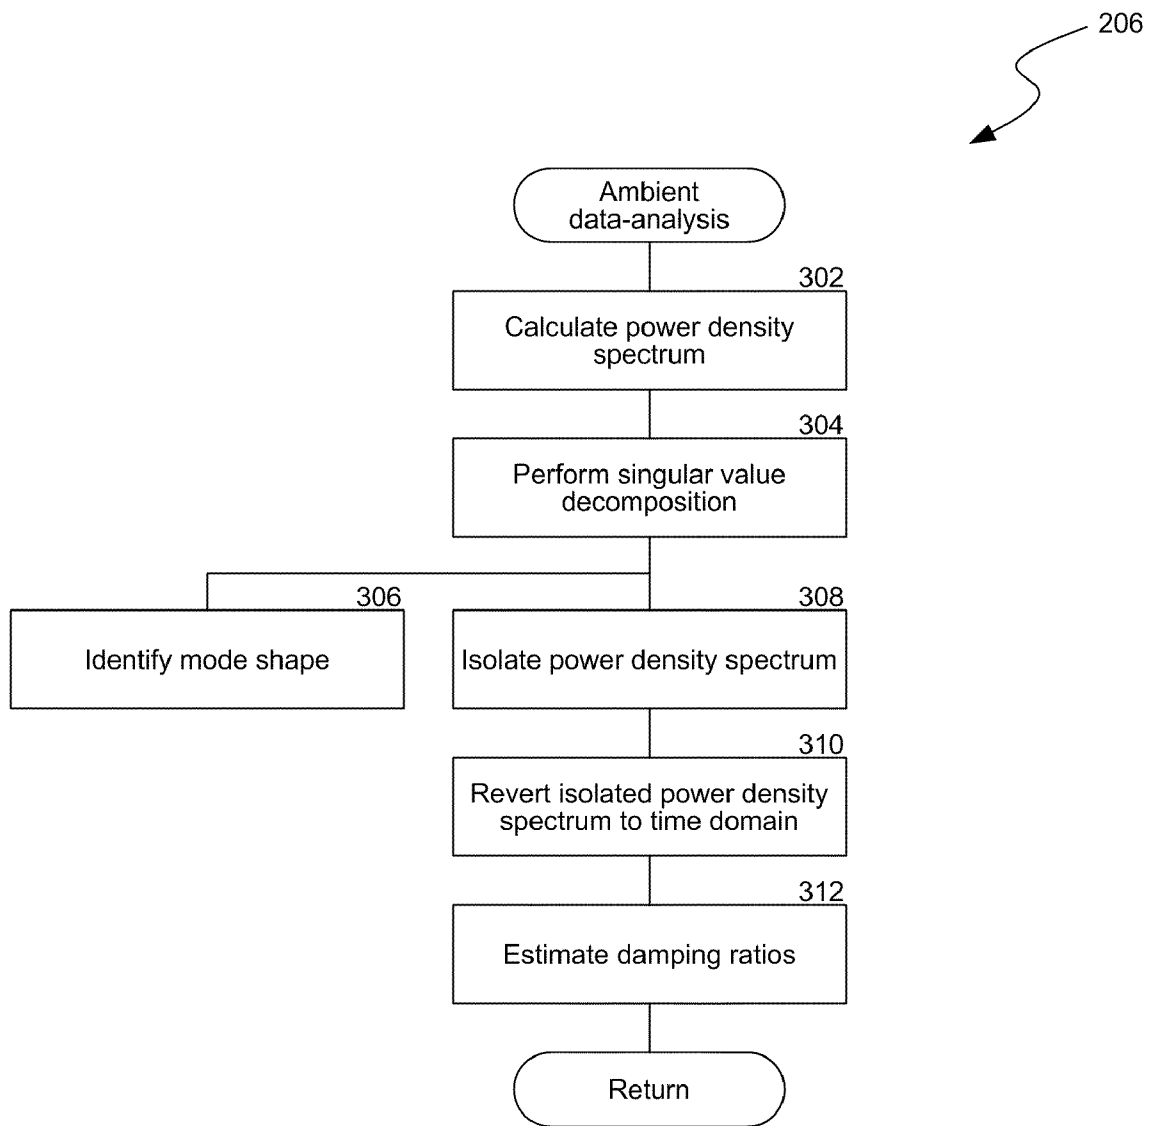 206
Ambient
data-analysis
302
Calculate power density
spectrum
304
Perform singular value
decomposition
306
Identify mode shape
308
Isolate power density spectrum
310
Revert isolated power density
spectrum to time domain
312
Estimate damping ratios
Return